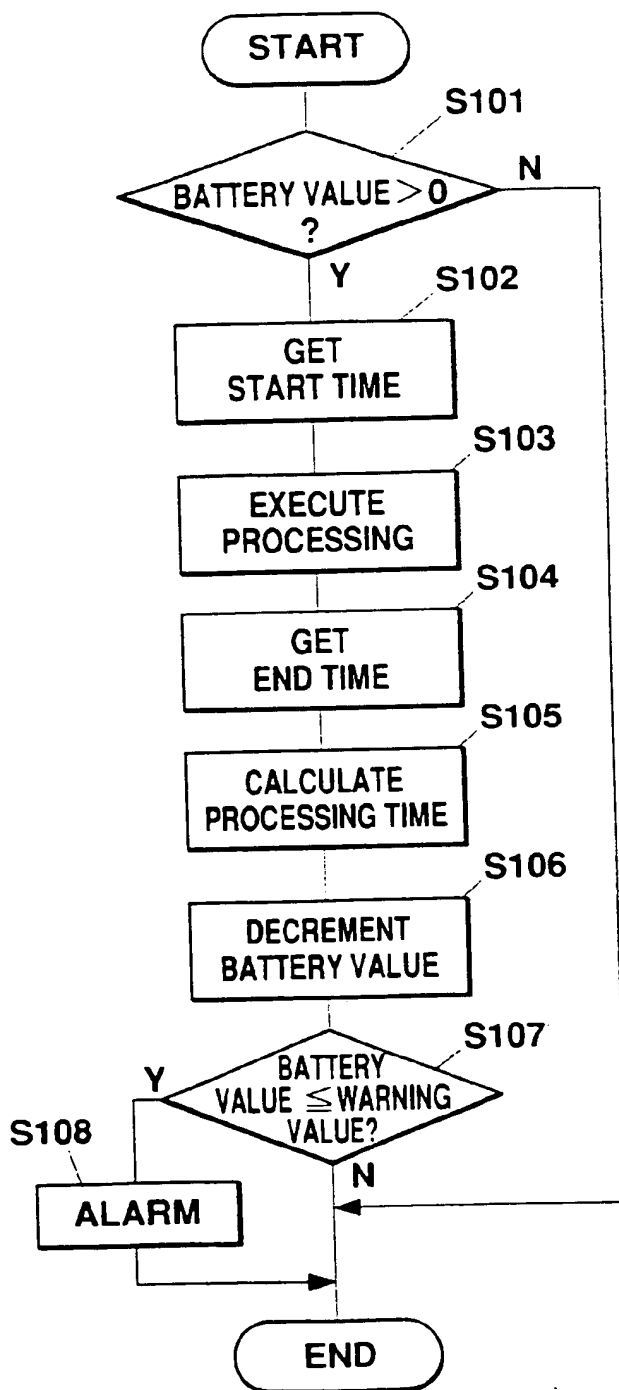 START
S101
BATTERY VALUE > 0
?
N
Y
S102
GET
START TIME
S103
EXECUTE
PROCESSING
S104
GET
END TIME
S105
CALCULATE
PROCESSING TIME
S106
DECREMENT
BATTERY VALUE
S107
BATTERY
VALUE ≦ WARNING
VALUE?
Y
N
S108
ALARM
END